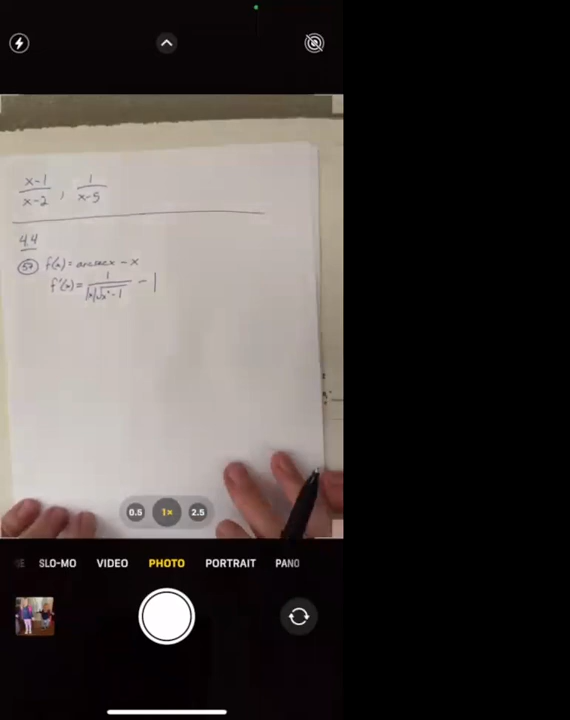 x-1/x-2 , 1/x-5
4.4
57 f(x) = arcsec x - x
f'(x) = 1/|x|√x²-1 - 1
0.5 1× 2.5
SLO-MO VIDEO PHOTO PORTRAIT PANO